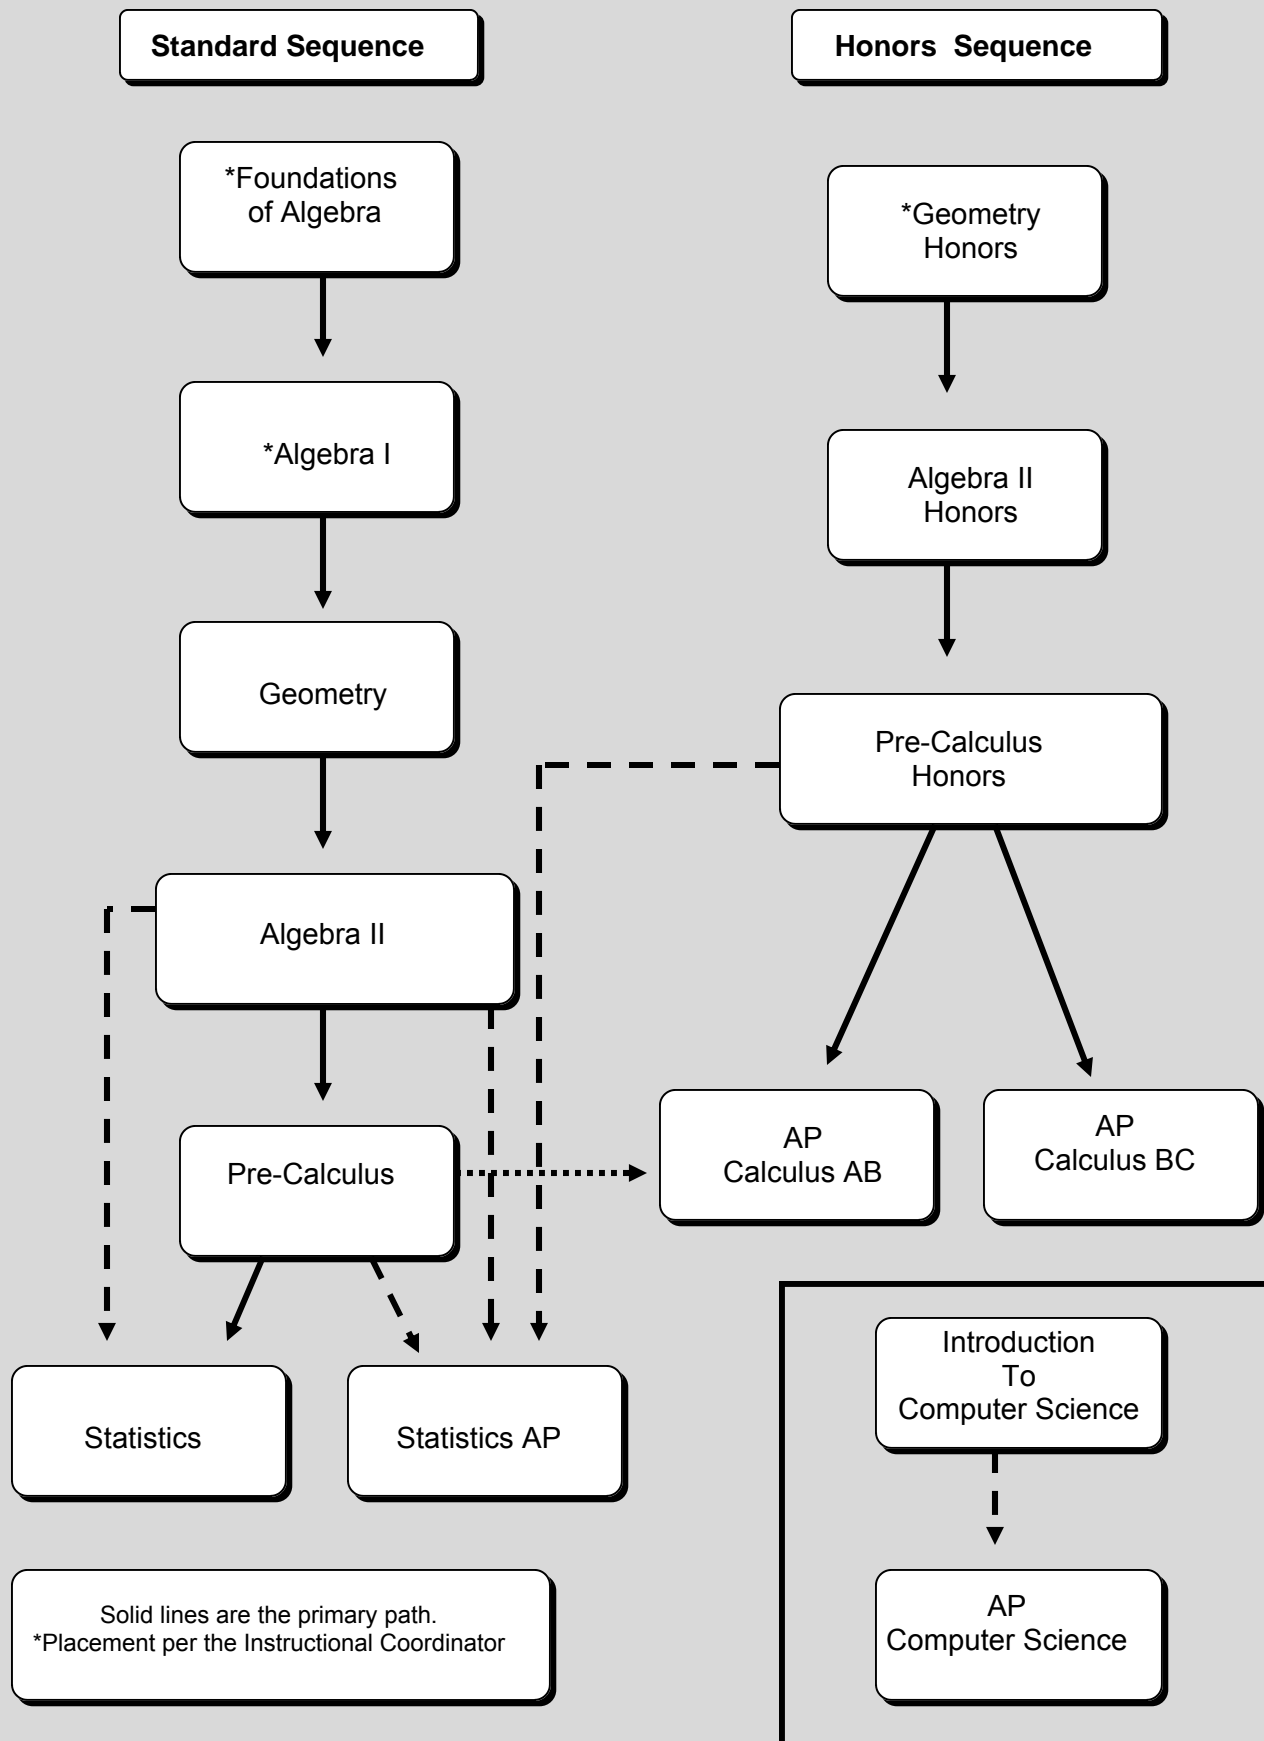 Standard Sequence
Honors  Sequence
*Foundations
of Algebra
*Geometry
Honors
*Algebra I
Algebra II
Honors
Geometry
Pre-Calculus
Honors
Algebra II
Pre-Calculus
AP
Calculus AB
AP
Calculus BC
Statistics
Statistics AP
Introduction
To
Computer Science
AP
Computer Science
Solid lines are the primary path.
*Placement per the Instructional Coordinator